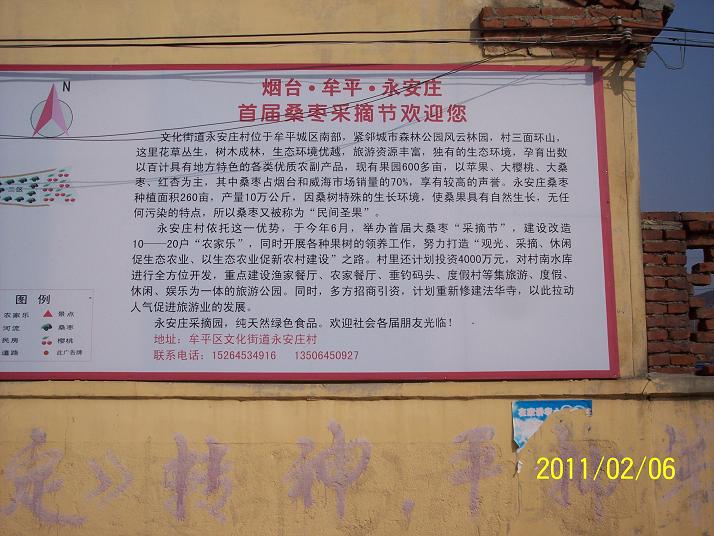 N
烟台·牟平·永安庄
首届桑枣采摘节欢迎您
文化街道永安庄村位于牟平城区南部，紧邻城市森林公园风云林园，村三面环山，
这里花草丛生，树木成林，生态环境优越，旅游资源丰富，独有的生态环境，孕育出数
以百计具有地方特色的各类优质农副产品，现有果园600多亩，以苹果、大樱桃、大桑
枣、红杏为主，其中桑枣占烟台和威海市场销量的70%，享有较高的声誉。永安庄桑枣
种植面积260亩，产量10万公斤，因桑树特殊的生长环境，使桑果具有自然生长，无任
何污染的特点，所以桑枣又被称为“民间圣果”。
永安庄村依托这一优势，于今年6月，举办首届大桑枣“采摘节”，建设改造
10——20户“农家乐”，同时开展各种果树的领养工作，努力打造“观光、采摘、休闲
促生态农业、以生态农业促新农村建设”之路。村里还计划投资4000万元，对村南水库
进行全方位开发，重点建设渔家餐厅、农家餐厅、垂钓码头、度假村等集旅游、度假、
休闲、娱乐为一体的旅游公园。同时，多方招商引资，计划重新修建法华寺，以此拉动
人气促进旅游业的发展。
永安庄采摘园，纯天然绿色食品。欢迎社会各届朋友光临！
地址：牟平区文化街道永安庄村
联系电话：15264534916 13506450927
图例
农家乐 景点
河流 桑枣
民房 樱桃
道路 此广告牌
定》精神，平
2011/02/06